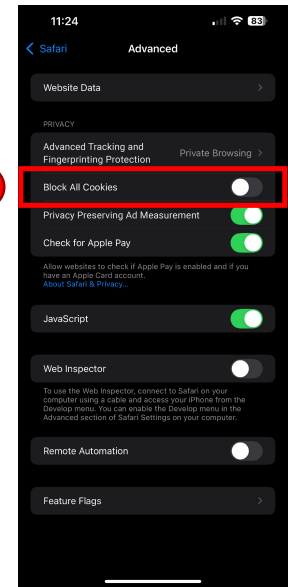 11:24
83
Safari
Advanced
Website Data
PRIVACY
Advanced Tracking and
Fingerprinting Protection
Private Browsing
Block All Cookies
Privacy Preserving Ad Measurement
Check for Apple Pay
Allow websites to check if Apple Pay is enabled and if you
have an Apple Card account.
About Safari & Privacy...
JavaScript
Web Inspector
To use the Web Inspector, connect to Safari on your
computer using a cable and access your iPhone from the
Develop menu. You can enable the Develop menu in the
Advanced section of Safari Settings on your computer.
Remote Automation
Feature Flags